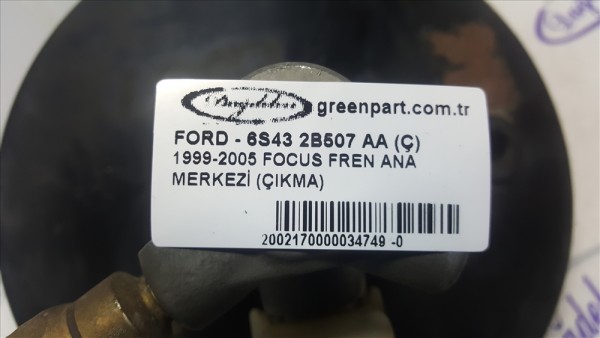 greenpart.com.tr
FORD - 6S43 2B507 AA (Ç)
1999-2005 FOCUS FREN ANA
MERKEZİ (ÇIKMA)
2002170000034749 -0